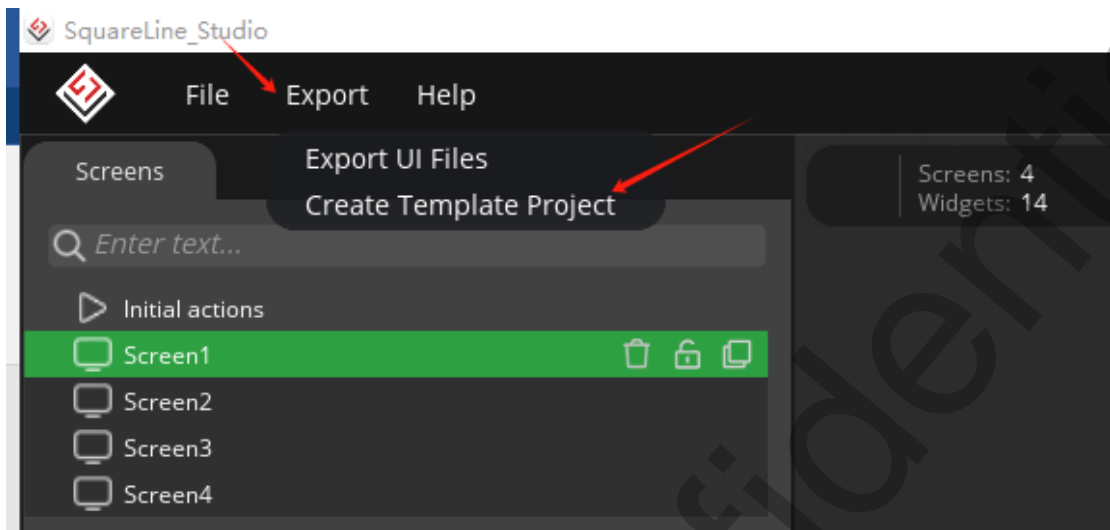 SquareLine_Studio
File Export Help
Export UI Files
Create Template Project
Screens
Screens: 4
Widgets: 14
Enter text...
Initial actions
Screen1
Screen2
Screen3
Screen4